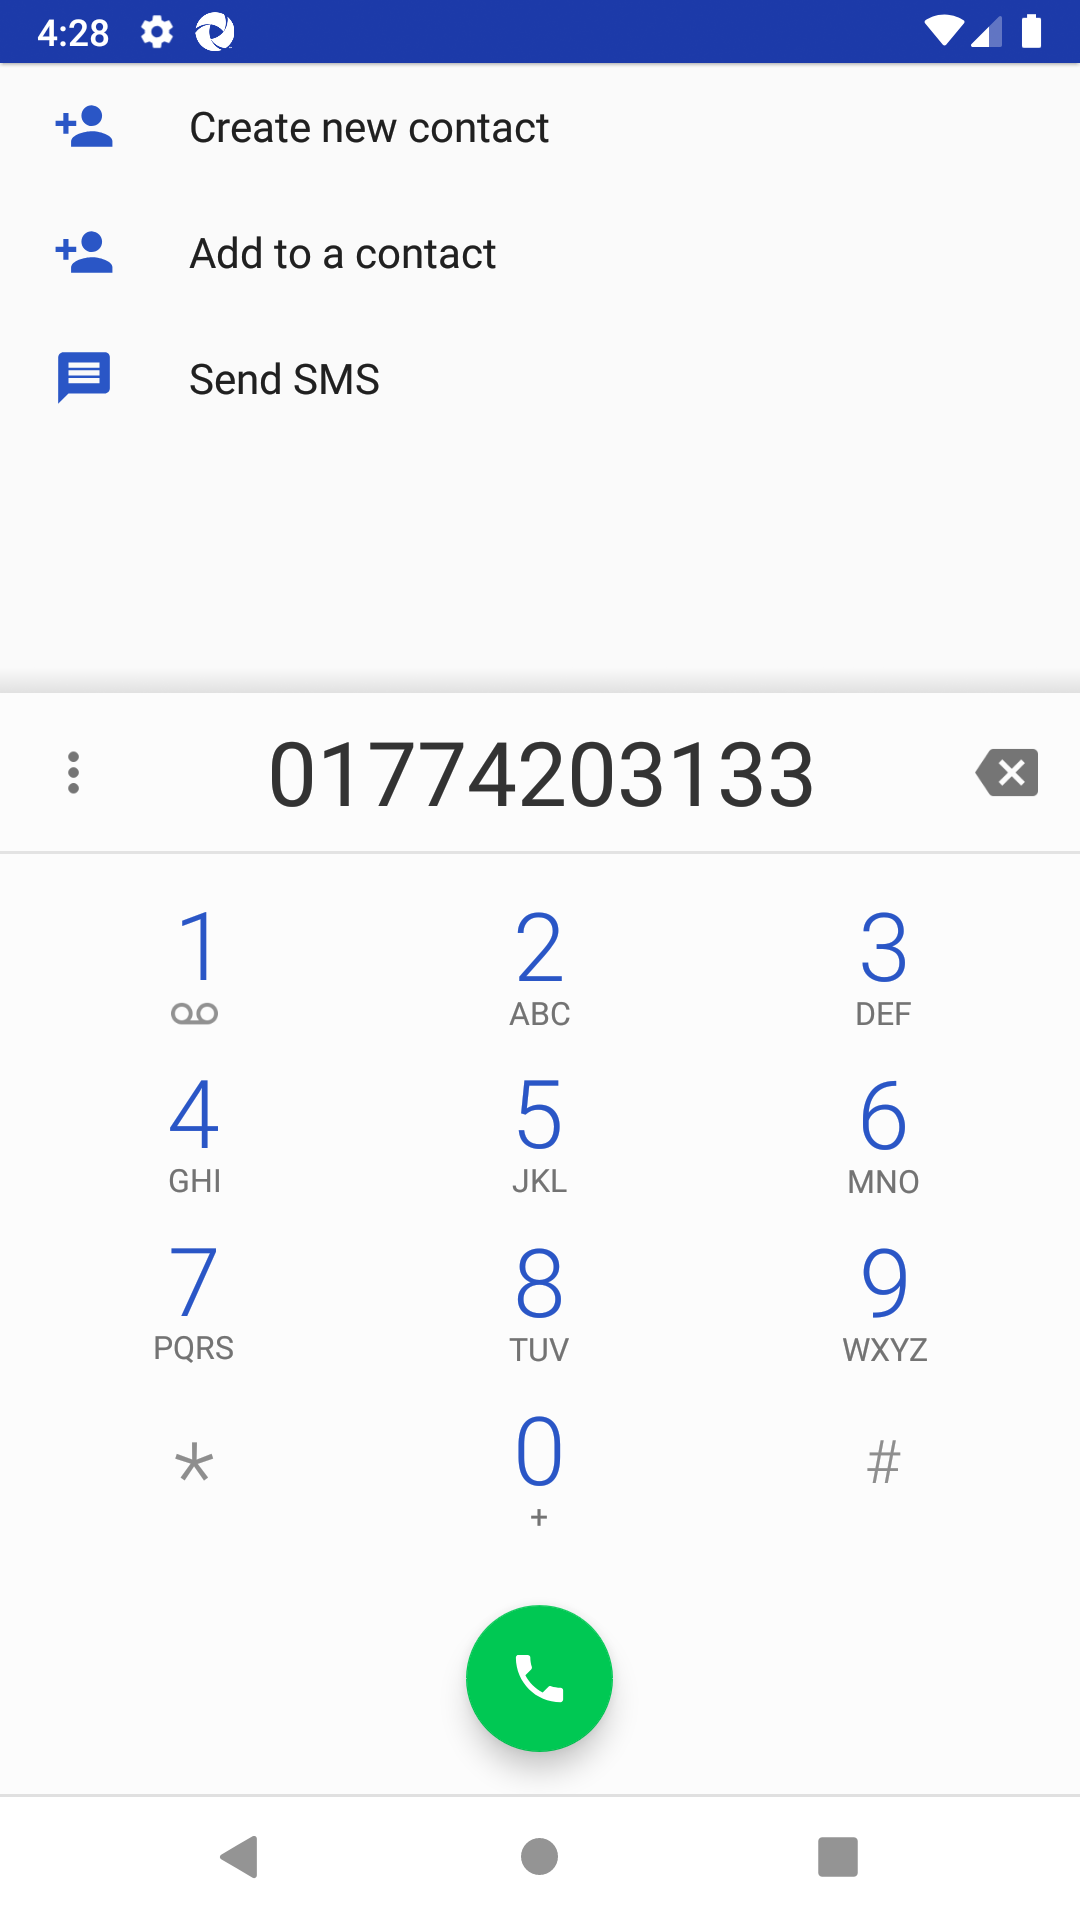 4:28
Create new contact
Add to a contact
Send SMS
01774203133
1 2 3
ABC DEF
4 5 6
GHI JKL MNO
7 8 9
PQRS TUV WXYZ
* 0 #
+